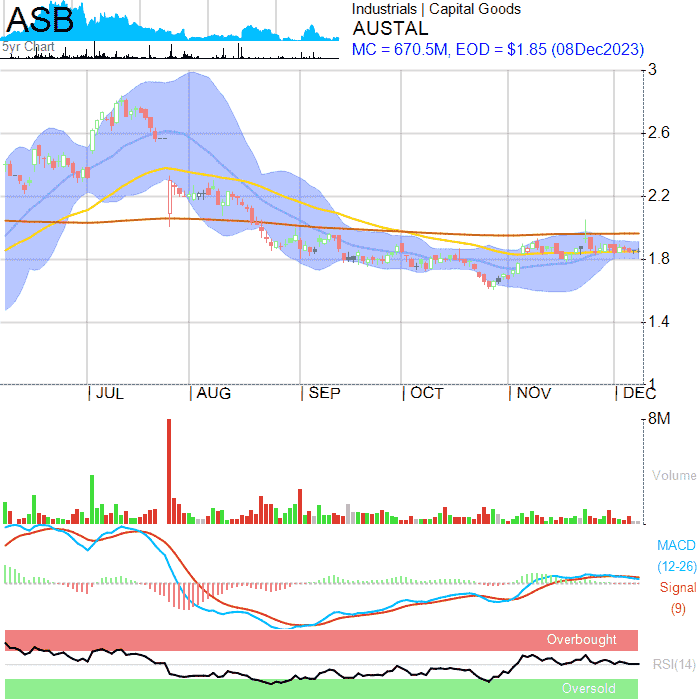 ASB
5yr Chart
Industrials | Capital Goods
AUSTAL
MC = 670.5M, EOD = $1.85 (08Dec2023)
3
2.6
2.2
1.8
1.4
1
JUL AUG SEP OCT NOV DEC
8M
Volume
MACD
(12-26)
Signal
(9)
Overbought
RSI(14)
Oversold